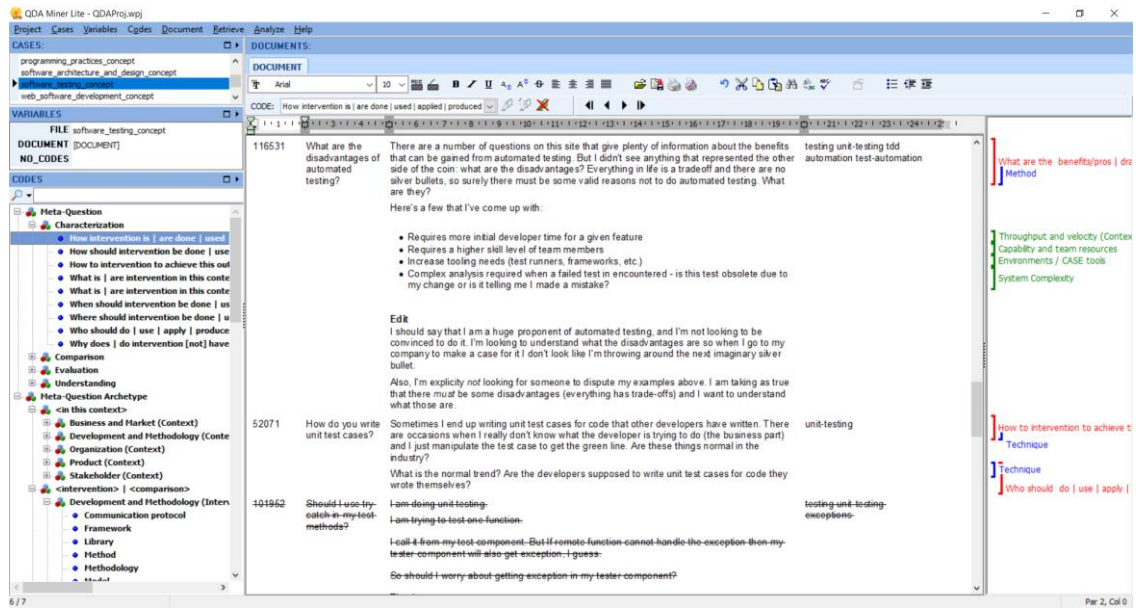 QDA Miner Lite - QDAProj.wpj
Project Cases Variables Codes Document Retrieve Analyze Help
CASES:
programming_practices_concept
software_architecture_and_design_concept
software_testing_concept
web_software_development_concept
VARIABLES
FILE software_testing_concept
DOCUMENT [DOCUMENT]
NO_CODES
CODES
Meta-Question
Characterization
How intervention is | are done | used
How should intervention be done | use
How to intervention to achieve this out
What is | are intervention in this conte
What is | are intervention in this conte
When should intervention be done | us
Where should intervention be done | u
Who should do | use | apply | produce
Why does | do intervention [not] have
Comparison
Evaluation
Understanding
Meta-Question Archetype
<in this context>
Business and Market (Context)
Development and Methodology (Conte
Organization (Context)
Product (Context)
Stakeholder (Context)
<intervention> | <comparison>
Development and Methodology (Interv
Communication protocol
Framework
Library
Method
Methodology
Model
6 / 7
DOCUMENTS:
DOCUMENT
Arial 10 B I U
CODE: How intervention is | are done | used | applied | produced
116531
What are the
disadvantages of
automated
testing?
There are a number of questions on this site that give plenty of information about the benefits
that can be gained from automated testing. But I didn't see anything that represented the other
side of the coin: what are the disadvantages? Everything in life is a tradeoff and there are no
silver bullets, so surely there must be some valid reasons not to do automated testing. What
are they?
Here's a few that I've come up with:
• Requires more initial developer time for a given feature
• Requires a higher skill level of team members
• Increase tooling needs (test runners, frameworks, etc.)
• Complex analysis required when a failed test in encountered - is this test obsolete due to
my change or is it telling me I made a mistake?
Edit
I should say that I am a huge proponent of automated testing, and I'm not looking to be
convinced to do it. I'm looking to understand what the disadvantages are so when I go to my
company to make a case for it I don't look like I'm throwing around the next imaginary silver
bullet.
Also, I'm explicity not looking for someone to dispute my examples above. I am taking as true
that there must be some disadvantages (everything has trade-offs) and I want to understand
what those are.
testing unit-testing tdd
automation test-automation
52071
How do you write
unit test cases?
Sometimes I end up writing unit test cases for code that other developers have written. There
are occasions when I really don't know what the developer is trying to do (the business part)
and I just manipulate the test case to get the green line. Are these things normal in the
industry?
What is the normal trend? Are the developers supposed to write unit test cases for code they
wrote themselves?
unit-testing
101952
Should I use try-
catch in my test
methods?
I am doing unit testing.
I am trying to test one function.
I call it from my test component. But If remote function cannot handle the exception then my
tester component will also get exception, I guess.
So should I worry about getting exception in my tester component?
testing unit-testing
exceptions
What are the benefits/pros | dra
Method
Throughput and velocity (Contex
Capability and team resources
Environments / CASE tools
System Complexity
How to intervention to achieve t
Technique
Technique
Who should do | use | apply |
Par 2, Col 0